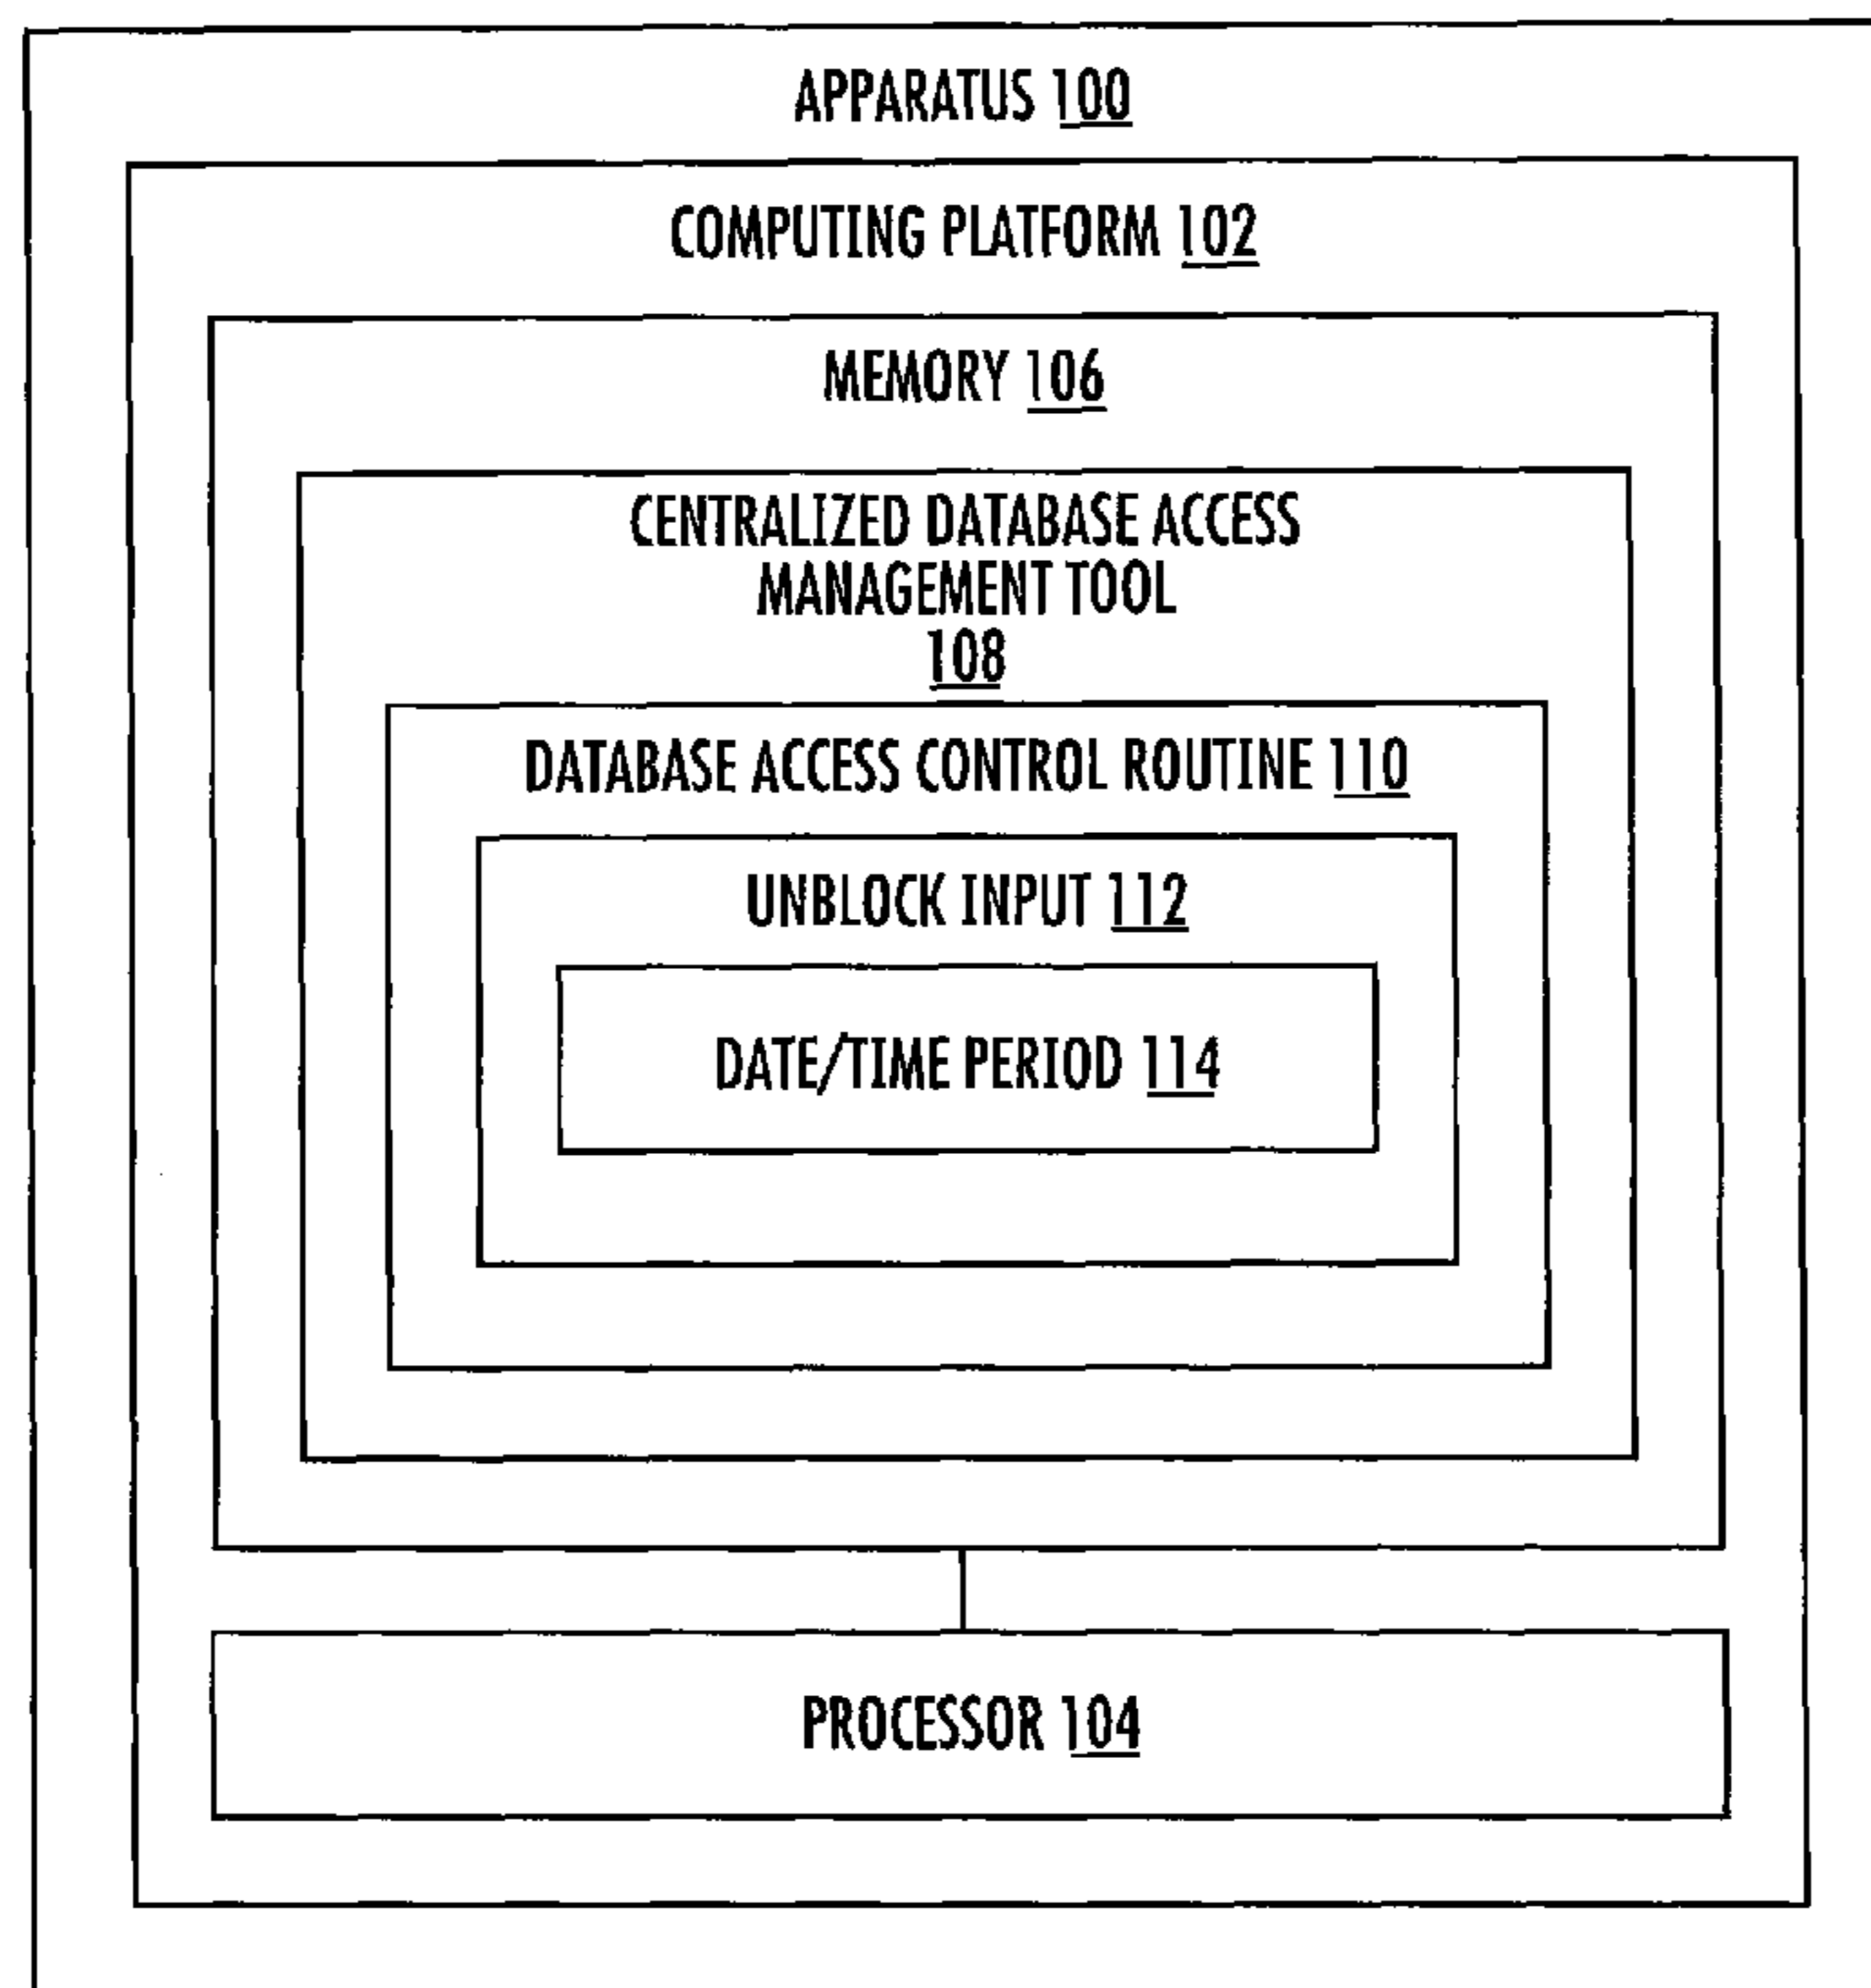 APPARATUS 100
COMPUTING PLATFORM 102
MEMORY 106
CENTRALIZED DATABASE ACCESS
MANAGEMENT TOOL
108
DATABASE ACCESS CONTROL ROUTINE 110
UNBLOCK INPUT 112
DATE/TIME PERIOD 114
PROCESSOR 104